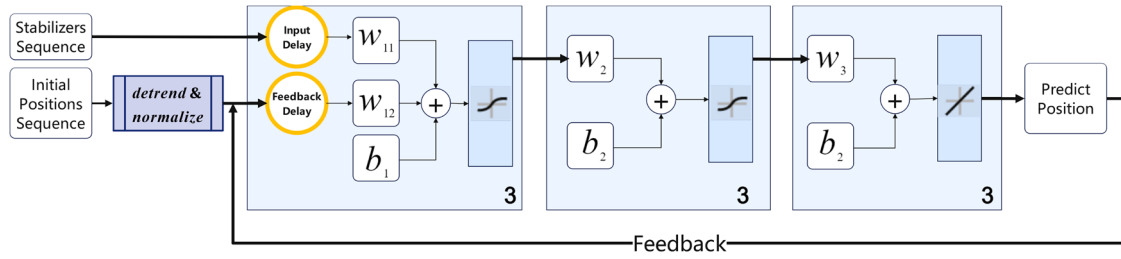 Stabilizers
Sequence
Initial
Positions
Sequence
detrend &
normalize
Input
Delay
Feedback
Delay
w11
w12
b1
+
3
w2
b2
+
3
w3
b2
+
3
Predict
Position
Feedback